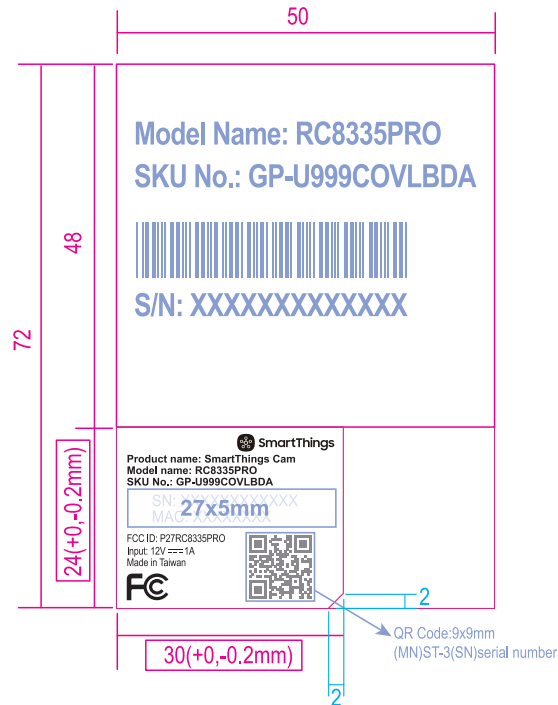 50
Model Name: RC8335PRO
SKU No.: GP-U999COVLBDA
48
S/N: XXXXXXXXXXXXX
72
SmartThings
Product name: SmartThings Cam
Model name: RC8335PRO
SKU No.: GP-U999COVLBDA
SN: XXXXXXXXXXXX
27x5mm
MAC: XXXXXXXX
24(+0,-0.2mm)
FCC ID: P27RC8335PRO
Input: 12V⎓1A
Made in Taiwan
FC
2
QR Code:9x9mm
(MN)ST-3(SN)serial number
30(+0,-0.2mm)
2